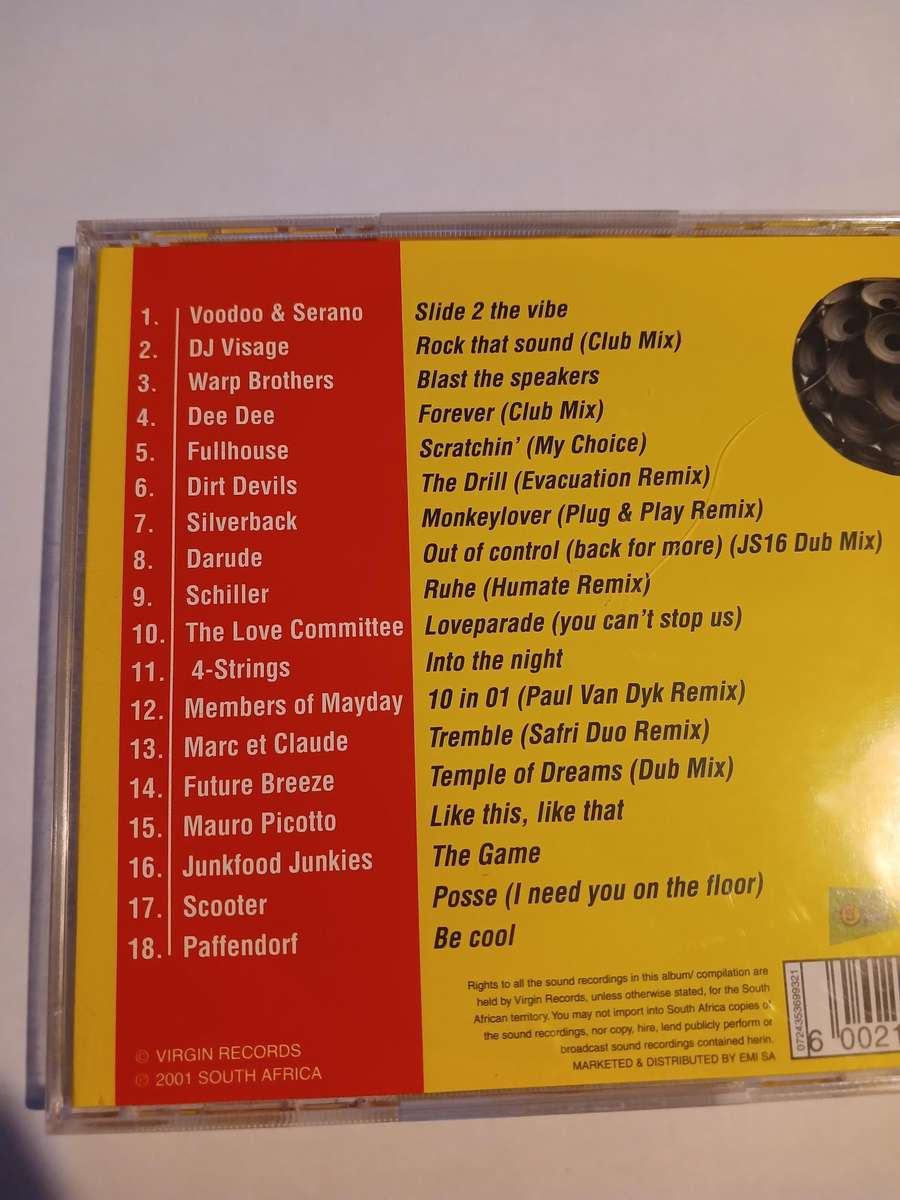 1. Voodoo & Serano Slide 2 the vibe
2. DJ Visage Rock that sound (Club Mix)
3. Warp Brothers Blast the speakers
4. Dee Dee Forever (Club Mix)
5. Fullhouse Scratchin' (My Choice)
6. Dirt Devils The Drill (Evacuation Remix)
7. Silverback Monkeylover (Plug & Play Remix)
8. Darude Out of control (back for more) (JS16 Dub Mix)
9. Schiller Ruhe (Humate Remix)
10. The Love Committee Loveparade (you can't stop us)
11. 4-Strings Into the night
12. Members of Mayday 10 in 01 (Paul Van Dyk Remix)
13. Marc et Claude Tremble (Safri Duo Remix)
14. Future Breeze Temple of Dreams (Dub Mix)
15. Mauro Picotto Like this, like that
16. Junkfood Junkies The Game
17. Scooter Posse (I need you on the floor)
18. Paffendorf Be cool
Rights to all the sound recordings in this album/ compilation are
held by Virgin Records, unless otherwise stated, for the South
African territory. You may not import into South Africa copies of
the sound recordings, nor copy, hire, lend publicly perform or
broadcast sound recordings contained herin.
MARKETED & DISTRIBUTED BY EMI SA
© VIRGIN RECORDS
℗ 2001 SOUTH AFRICA
0724353699321
6 0021